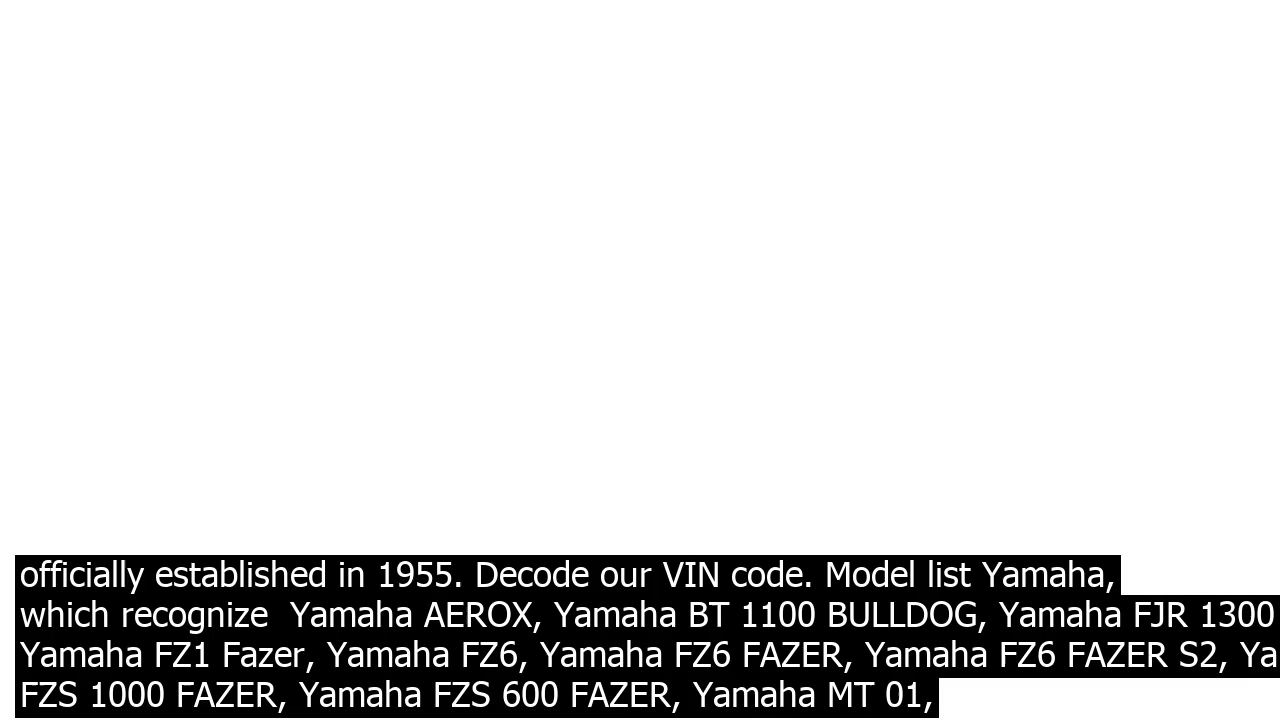 officially established in 1955. Decode our VIN code. Model list Yamaha,
which recognize  Yamaha AEROX, Yamaha BT 1100 BULLDOG, Yamaha FJR 1300
Yamaha FZ1 Fazer, Yamaha FZ6, Yamaha FZ6 FAZER, Yamaha FZ6 FAZER S2, Ya
FZS 1000 FAZER, Yamaha FZS 600 FAZER, Yamaha MT 01,